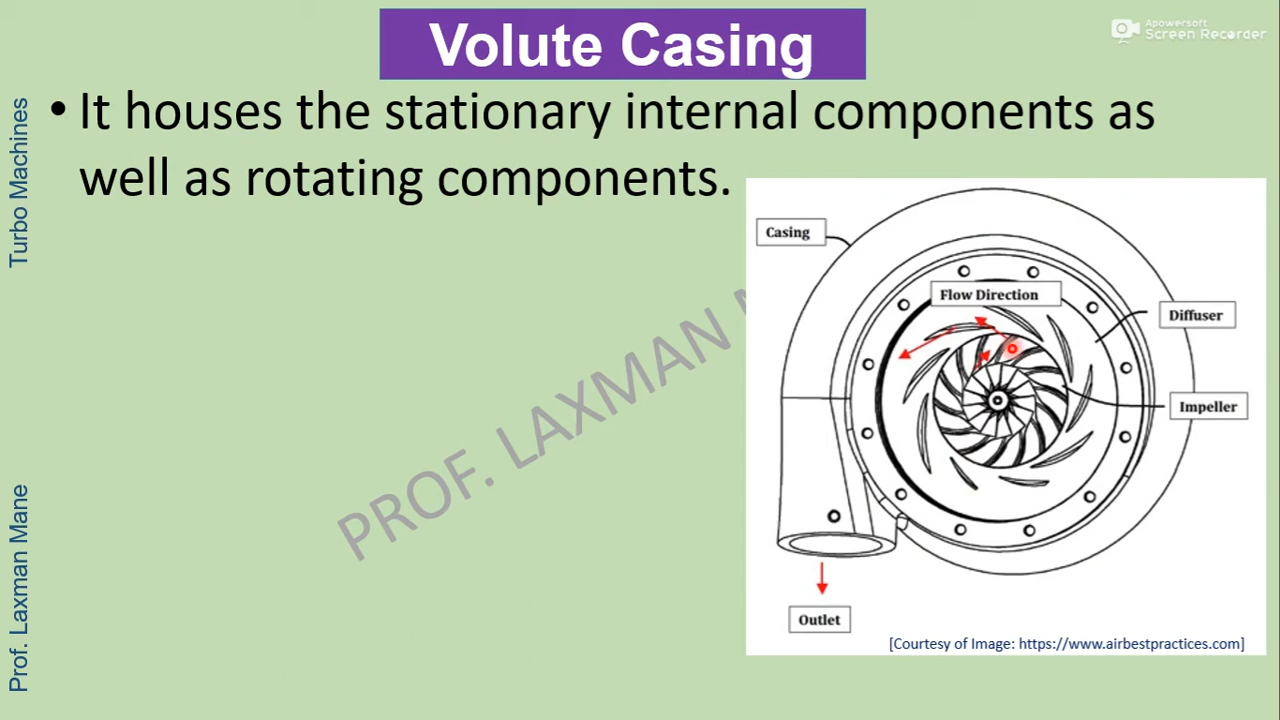 Volute Casing
Apowersoft
Screen Recorder
• It houses the stationary internal components as
well as rotating components.
Turbo Machines
Prof. Laxman Mane
PROF. LAXMAN M
Casing
Flow Direction
Diffuser
Impeller
Outlet
[Courtesy of Image: https://www.airbestpractices.com]